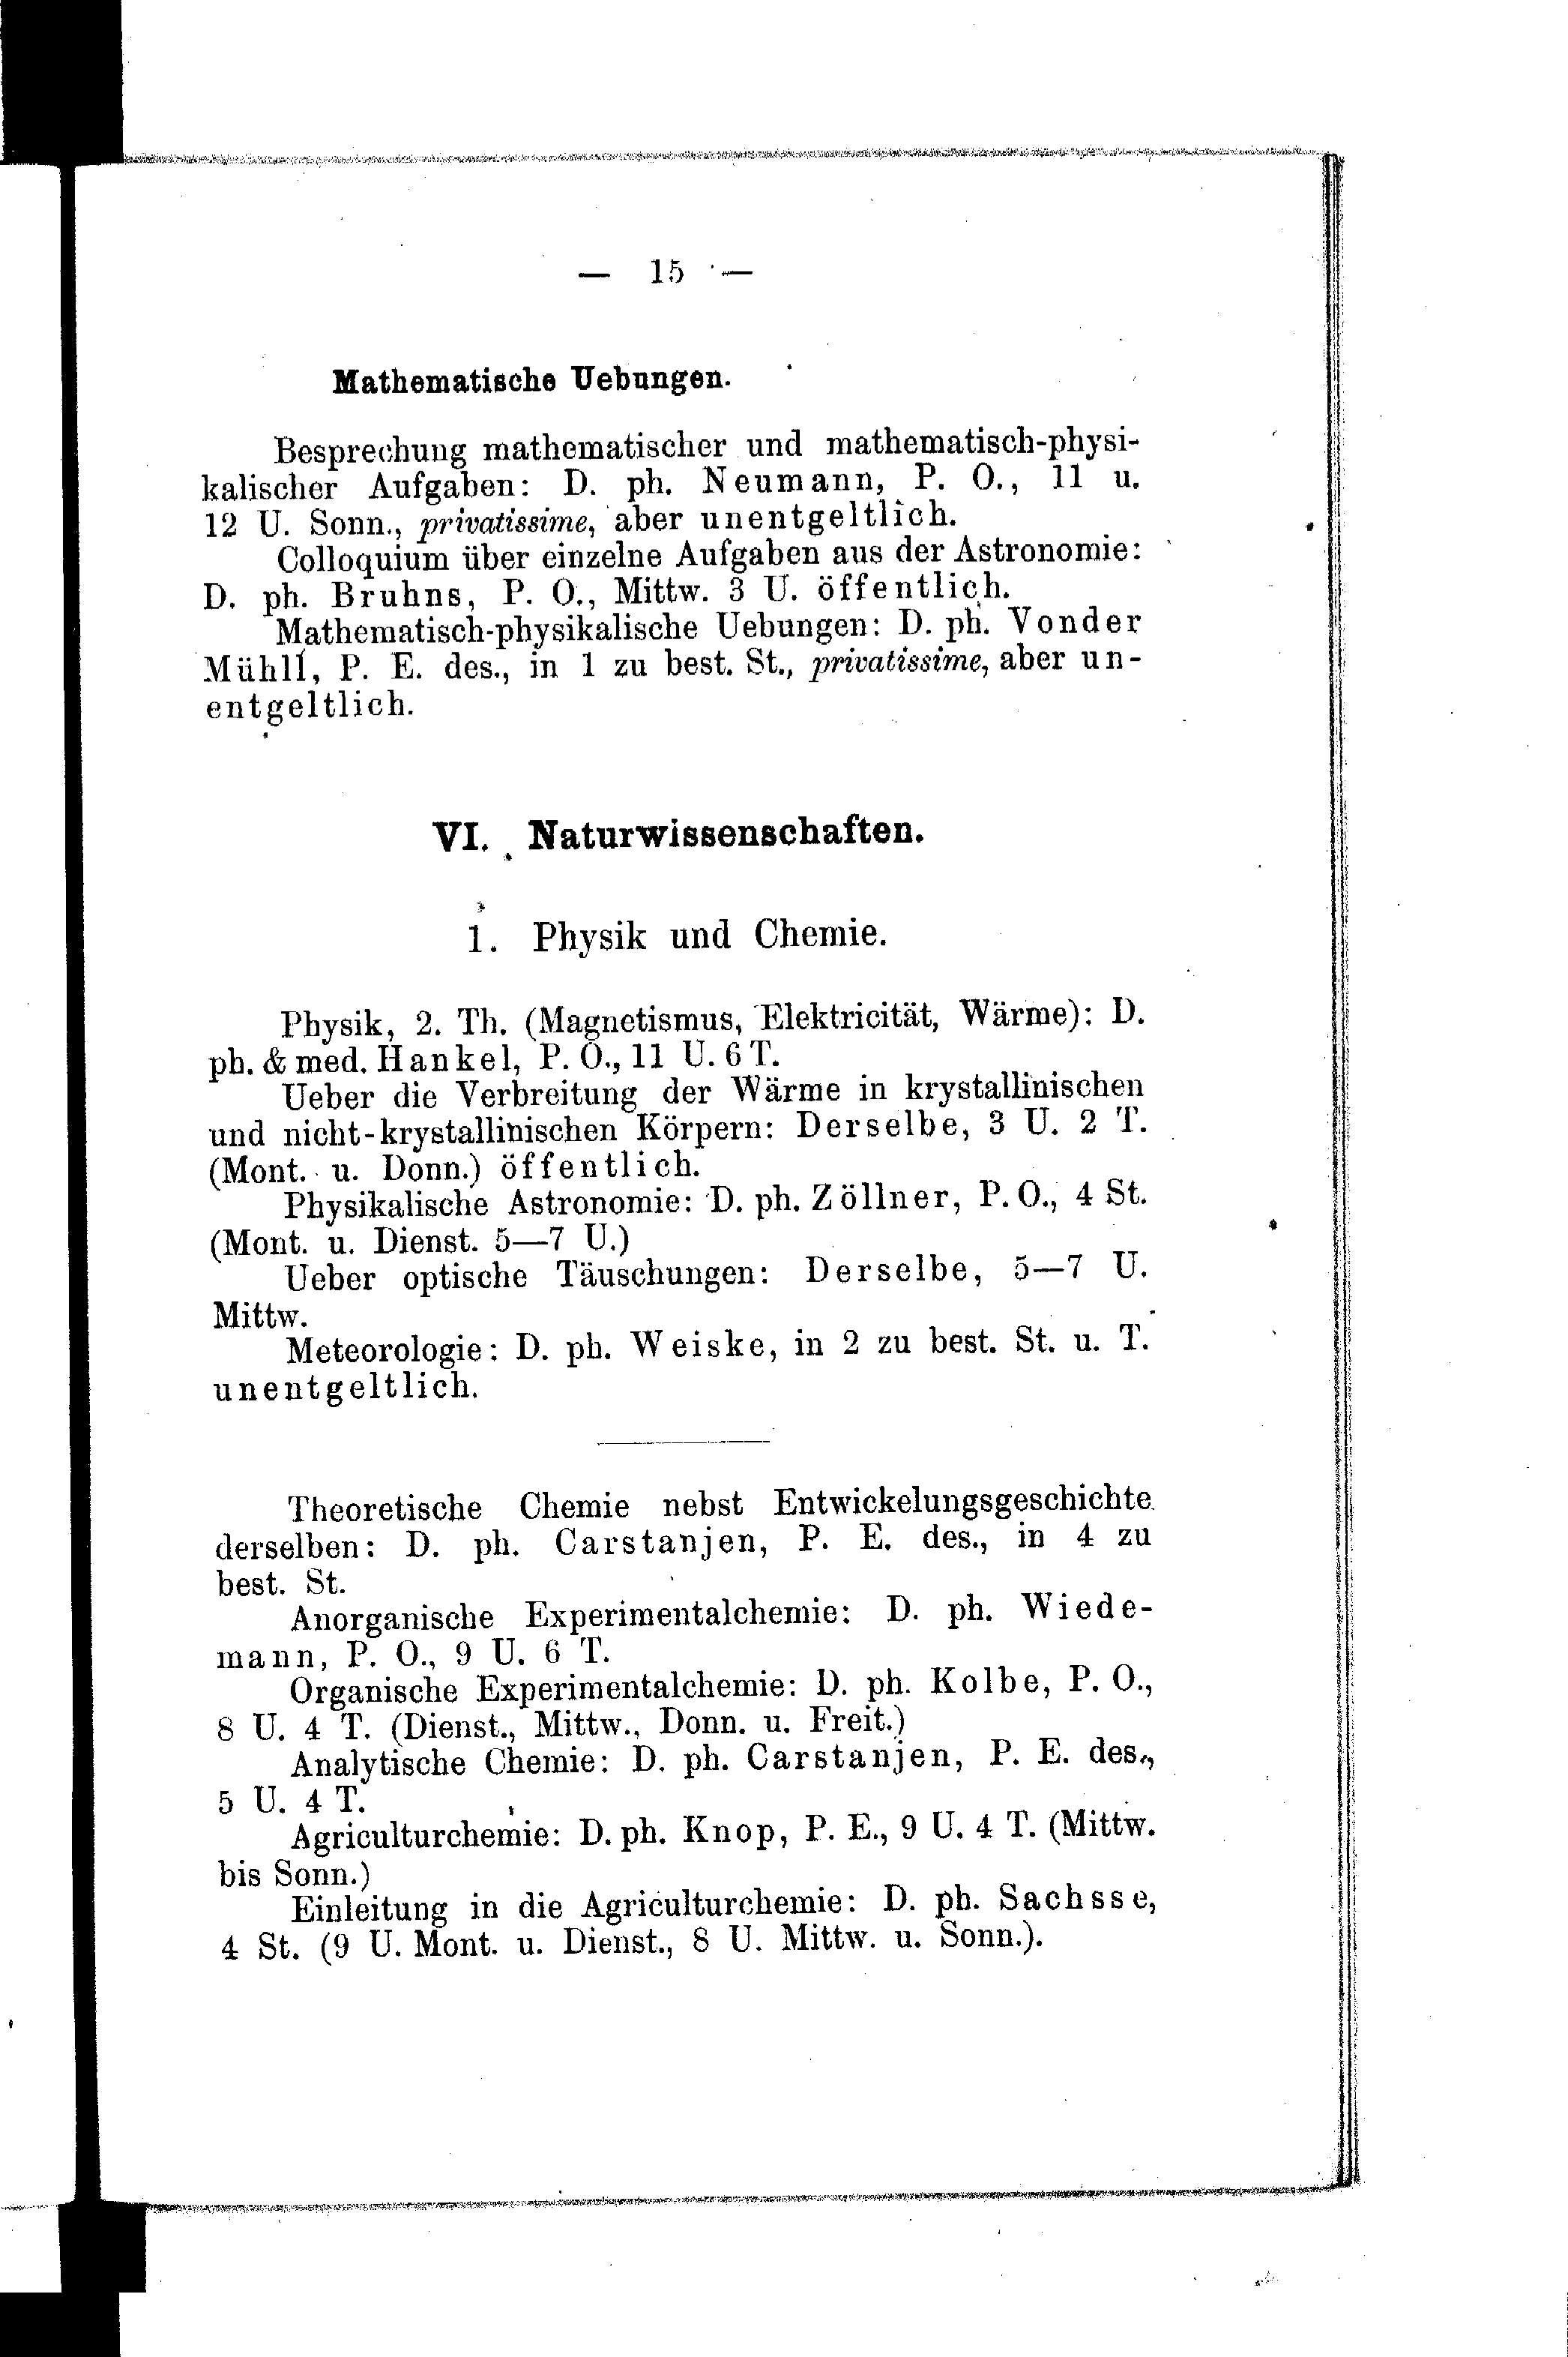 — 15 —
Mathematische Uebungen.
Besprechung mathematischer und mathematisch-physi-
kalischer Aufgaben: D. ph. Neumann, P. O., 11 u.
12 U. Sonn., privatissime, aber unentgeltlich.
Colloquium über einzelne Aufgaben aus der Astronomie:
D. ph. Bruhns, P. O., Mittw. 3 U. öffentlich.
Mathematisch-physikalische Uebungen: D. ph. Vonder
Mühll, P. E. des., in 1 zu best. St., privatissime, aber un-
entgeltlich.
VI. Naturwissenschaften.
1. Physik und Chemie.
Physik, 2. Th. (Magnetismus, Elektricität, Wärme): D.
ph. & med. Hankel, P. O., 11 U. 6 T.
Ueber die Verbreitung der Wärme in krystallinischen
und nicht-krystallinischen Körpern: Derselbe, 3 U. 2 T.
(Mont. u. Donn.) öffentlich.
Physikalische Astronomie: D. ph. Zöllner, P. O., 4 St.
(Mont. u. Dienst. 5—7 U.)
Ueber optische Täuschungen: Derselbe, 5—7 U.
Mittw.
Meteorologie: D. ph. Weiske, in 2 zu best. St. u. T.
unentgeltlich.
Theoretische Chemie nebst Entwickelungsgeschichte
derselben: D. ph. Carstanjen, P. E. des., in 4 zu
best. St.
Anorganische Experimentalchemie: D. ph. Wiede-
mann, P. O., 9 U. 6 T.
Organische Experimentalchemie: D. ph. Kolbe, P. O.,
8 U. 4 T. (Dienst., Mittw., Donn. u. Freit.)
Analytische Chemie: D. ph. Carstanjen, P. E. des.,
5 U. 4 T.
Agriculturchemie: D. ph. Knop, P. E., 9 U. 4 T. (Mittw.
bis Sonn.)
Einleitung in die Agriculturchemie: D. ph. Sachsse,
4 St. (9 U. Mont. u. Dienst., 8 U. Mittw. u. Sonn.).